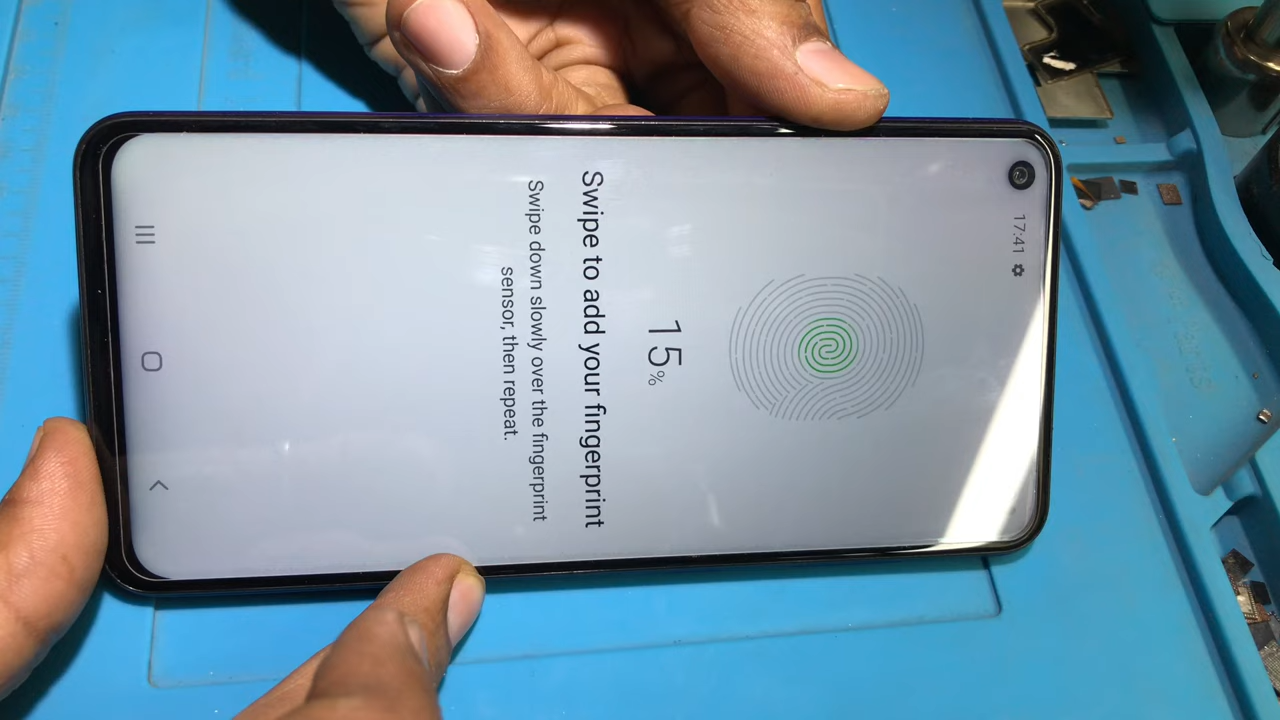 17:41
15%
Swipe to add your fingerprint
Swipe down slowly over the fingerprint
sensor, then repeat.